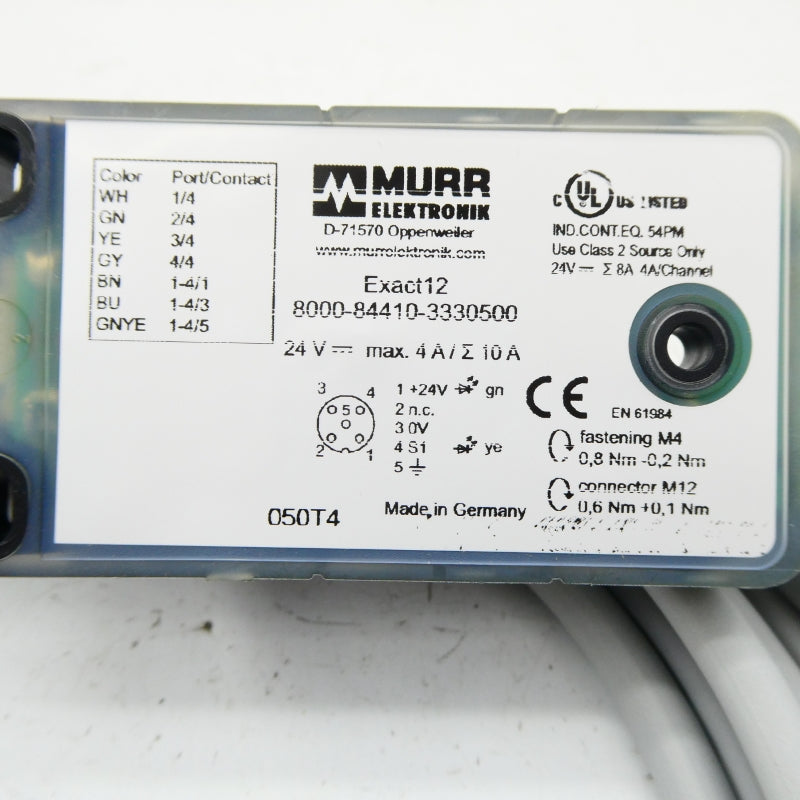 Color Port/Contact
WH 1/4
GN 2/4
YE 3/4
GY 4/4
BN 1-4/1
BU 1-4/3
GNYE 1-4/5
MURR
ELEKTRONIK
D-71570 Oppenweiler
www.murrelektronik.com
Exact12
8000-84410-3330500
24 V ⎓ max. 4 A / Σ 10 A
C UL US LISTED
IND.CONT.EQ. 54PM
Use Class 2 Source Only
24V ⎓ Σ 8A 4A/Channel
3 4
5
2 1
1 +24V gn
2 n.c.
3 0V
4 S1 ye
5 ⏚
CE
EN 61984
fastening M4
0,8 Nm -0,2 Nm
connector M12
0,6 Nm +0,1 Nm
050T4
Made in Germany